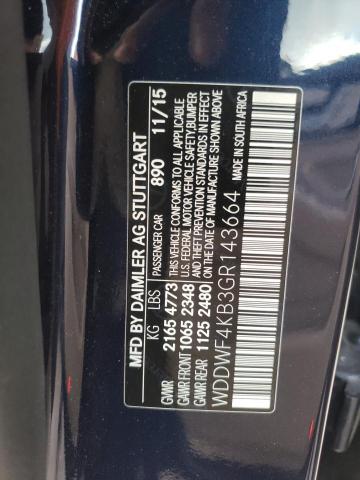 MFD BY DAIMLER AG STUTTGART
KG LBS PASSENGER CAR 890 11/15
GVWR 2165 4773 THIS VEHICLE CONFORMS TO ALL APPLICABLE
GAWR FRONT 1065 2348 U.S. FEDERAL MOTOR VEHICLE SAFETY,BUMPER
GAWR REAR 1125 2480 AND THEFT PREVENTION STANDARDS IN EFFECT
ON THE DATE OF MANUFACTURE SHOWN ABOVE.
WDDWF4KB3GR143664 MADE IN SOUTH AFRICA